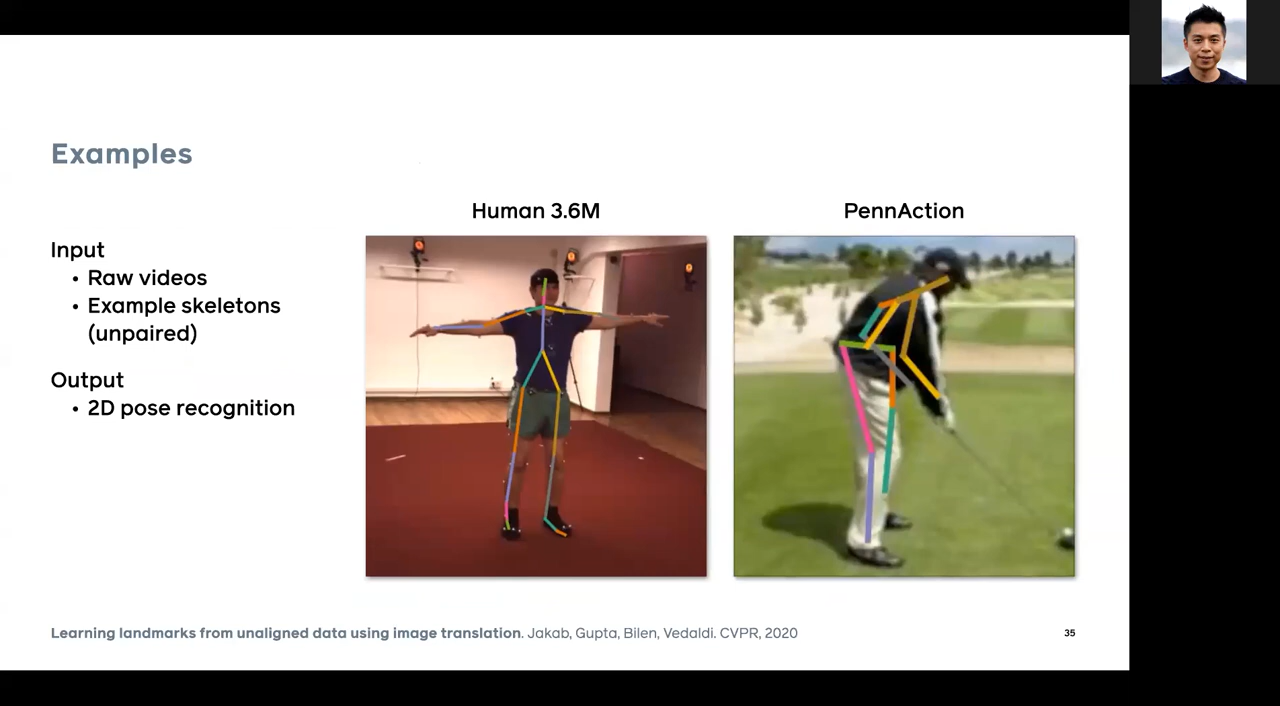 Examples
Input
• Raw videos
• Example skeletons
(unpaired)
Output
• 2D pose recognition
Human 3.6M
PennAction
Learning landmarks from unaligned data using image translation. Jakab, Gupta, Bilen, Vedaldi. CVPR, 2020
35